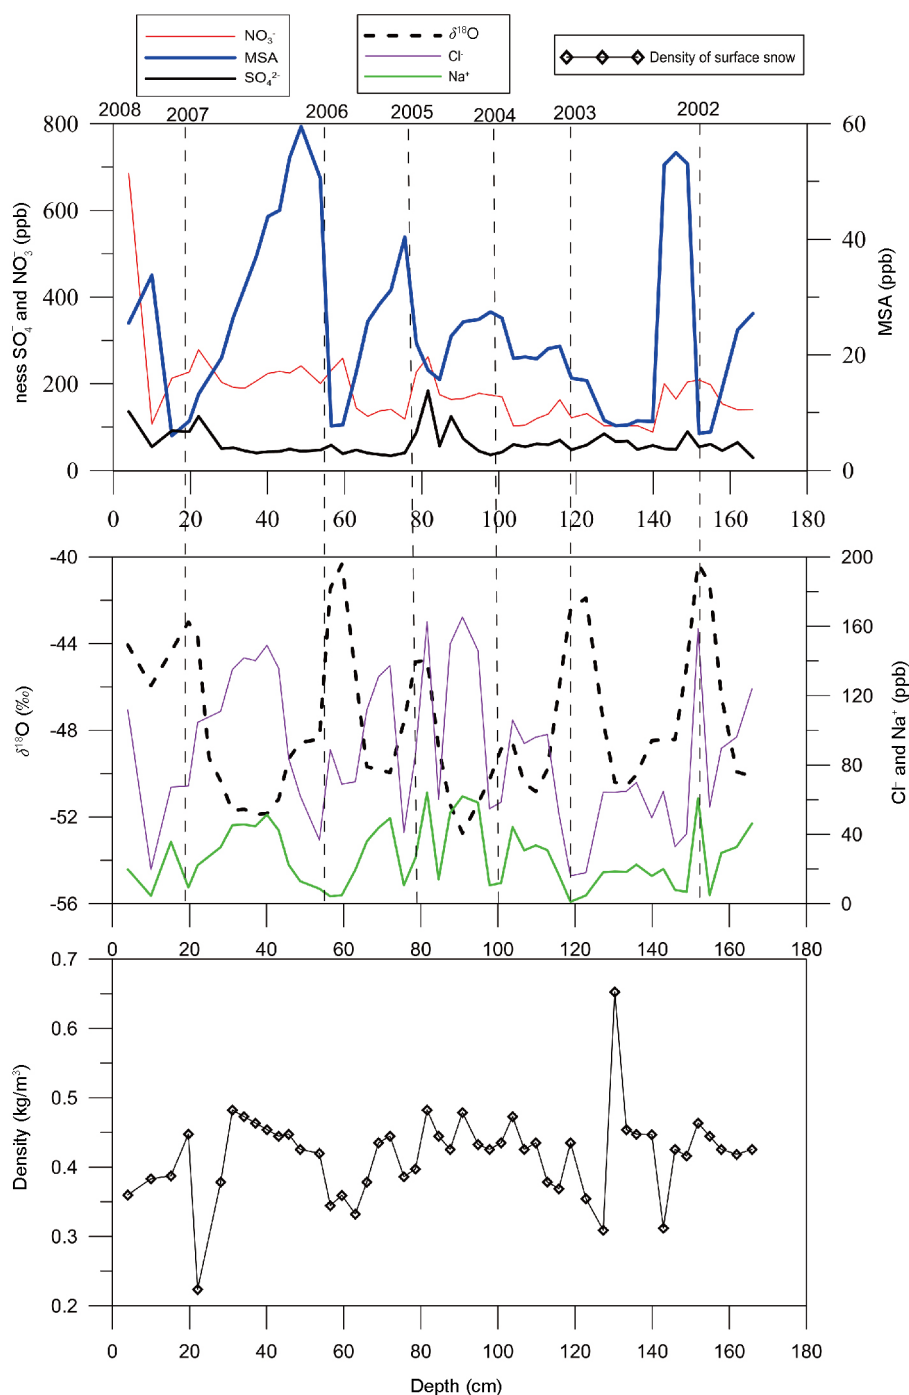 NO₃⁻
MSA
SO₄²⁻
δ¹⁸O
Cl⁻
Na⁺
Density of surface snow
2008 2007 2006 2005 2004 2003 2002
800
600
400
200
0
ness SO₄⁻ and NO₃⁻ (ppb)
60
40
20
0
MSA (ppb)
0 20 40 60 80 100 120 140 160 180
-40
-44
-48
-52
-56
δ¹⁸O (‰)
200
160
120
80
40
0
Cl⁻ and Na⁺ (ppb)
0 20 40 60 80 100 120 140 160 180
0.7
0.6
0.5
0.4
0.3
0.2
Density (kg/m³)
0 20 40 60 80 100 120 140 160 180
Depth (cm)